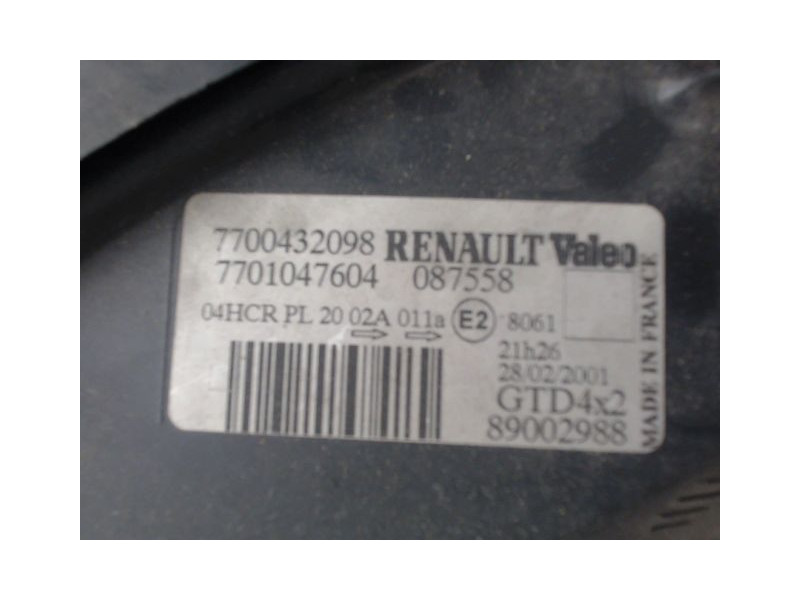 7700432098 RENAULT Valeo
7701047604 087558
04HCR PL 20 02A 011a E2 8061
21h26
28/02/2001
GTD4x2
89002988
MADE IN FRANCE